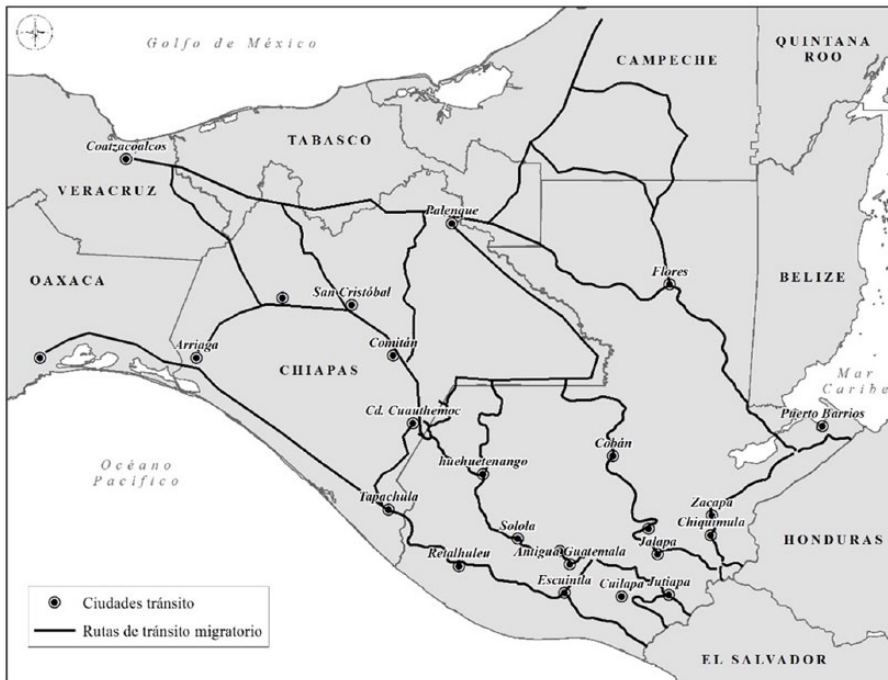 Golfo de México
CAMPECHE
QUINTANA
ROO
TABASCO
Coatzacoalcos
VERACRUZ
Palenque
OAXACA
San Cristóbal
Flores
BELIZE
Arriaga
Comitán
CHIAPAS
Mar
Caribe
Cd. Cuauthemoc
Puerto Barrios
Océano
Pacífico
huehuetenango
Cobán
Tapachula
Zacapa
Chiquimula
Solola
Jalapa
HONDURAS
Retalhuleu
Antigua Guatemala
Escuintla
Cuilapa
Jutiapa
Ciudades tránsito
Rutas de tránsito migratorio
EL SALVADOR